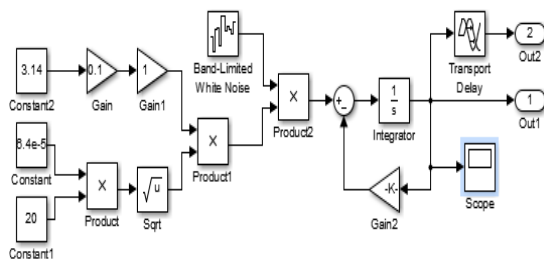 3.14
Constant2
0.1
Gain
1
Gain1
Band-Limited
White Noise
X
Product2
+
-
1
s
Integrator
Transport
Delay
2
Out2
1
Out1
Scope
-K-
Gain2
X
Product1
6.4e-5
Constant
20
Constant1
X
Product
√u
Sqrt